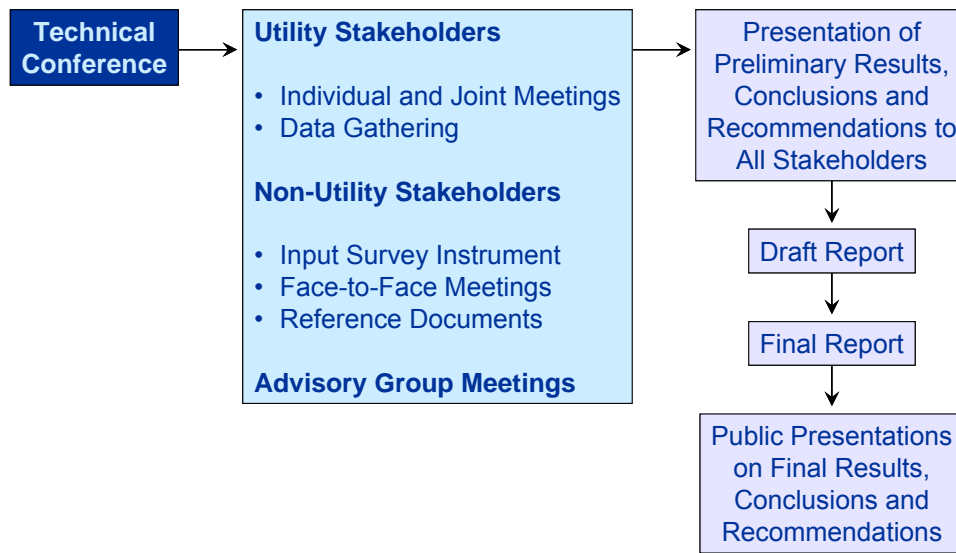 Technical
Conference
Utility Stakeholders
• Individual and Joint Meetings
• Data Gathering
Non-Utility Stakeholders
• Input Survey Instrument
• Face-to-Face Meetings
• Reference Documents
Advisory Group Meetings
Presentation of
Preliminary Results,
Conclusions and
Recommendations to
All Stakeholders
Draft Report
Final Report
Public Presentations
on Final Results,
Conclusions and
Recommendations